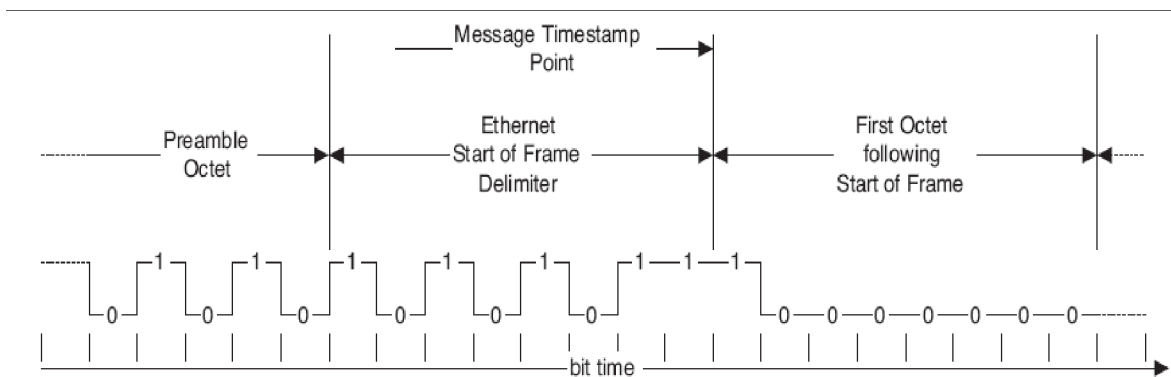 Message Timestamp
Point
Preamble
Octet
Ethernet
Start of Frame
Delimiter
First Octet
following
Start of Frame
0 1 0 1 0 1 0 1 0 1 0 1 1 1 0 0 0 0 0 0 0
bit time